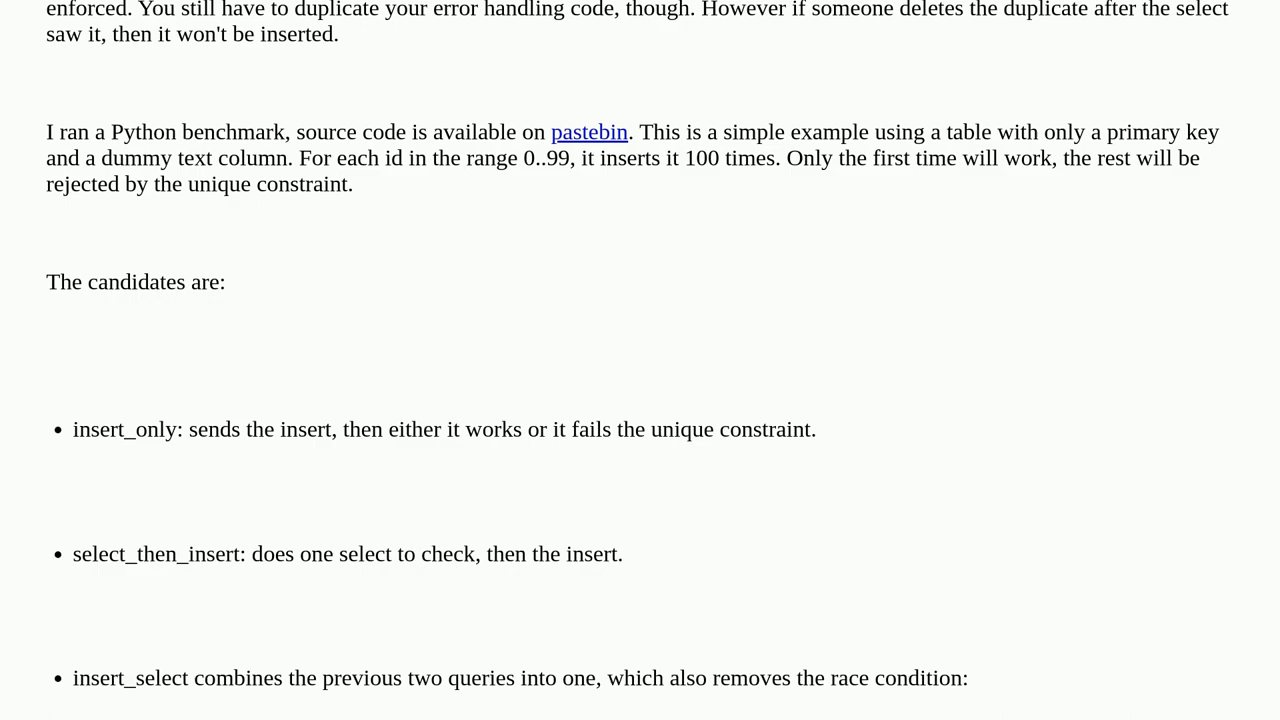 enforced. You still have to duplicate your error handling code, though. However if someone deletes the duplicate after the select
saw it, then it won't be inserted.
I ran a Python benchmark, source code is available on pastebin. This is a simple example using a table with only a primary key
and a dummy text column. For each id in the range 0..99, it inserts it 100 times. Only the first time will work, the rest will be
rejected by the unique constraint.
The candidates are:
• insert_only: sends the insert, then either it works or it fails the unique constraint.
• select_then_insert: does one select to check, then the insert.
• insert_select combines the previous two queries into one, which also removes the race condition: